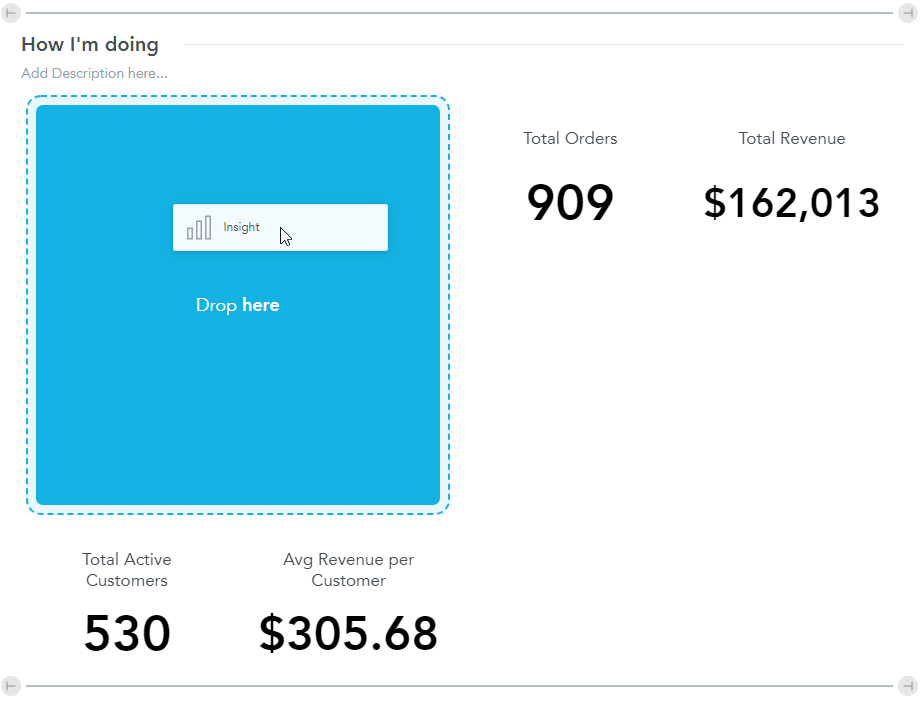 How I'm doing
Add Description here...
Total Orders
Total Revenue
909
$162,013
Insight
Drop here
Total Active
Customers
Avg Revenue per
Customer
530
$305.68